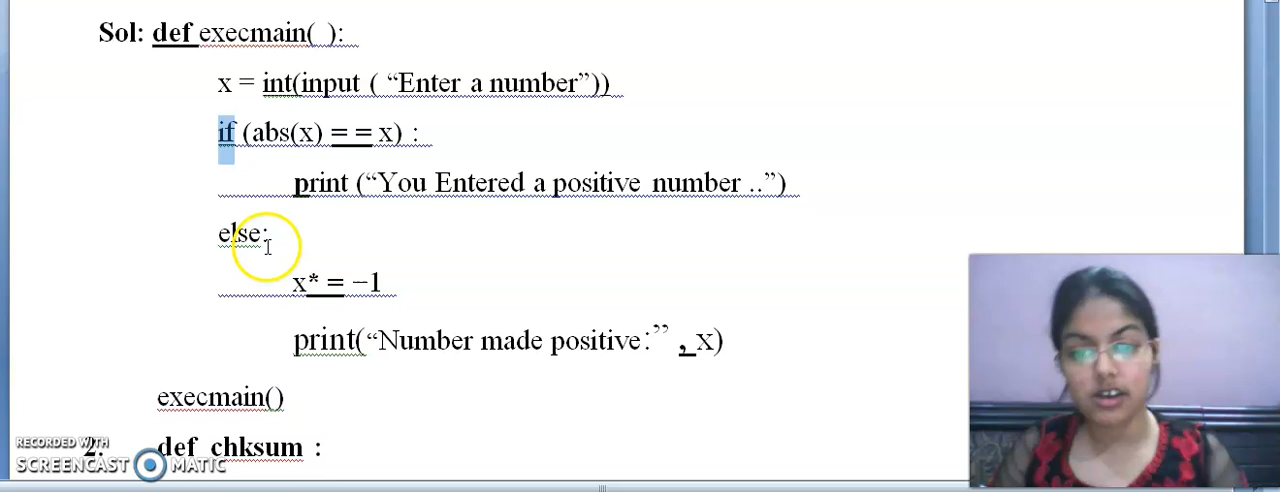 Sol: def execmain( ):
x = int(input ( “Enter a number”))
if (abs(x) = = x) :
print (“You Entered a positive number ..”)
else:
x* = −1
print(“Number made positive:” , x)
execmain()
2. def chksum :
RECORDED WITH
SCREENCAST MATIC